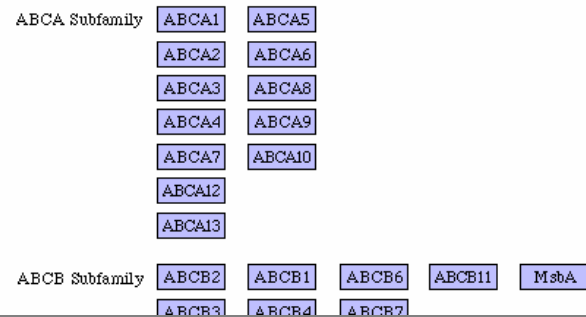 ABCA Subfamily ABCA1 ABCA5
ABCA2 ABCA6
ABCA3 ABCA8
ABCA4 ABCA9
ABCA7 ABCA10
ABCA12
ABCA13
ABCB Subfamily ABCB2 ABCB1 ABCB6 ABCB11 MsbA
ABCB3 ABCB4 ABCB7